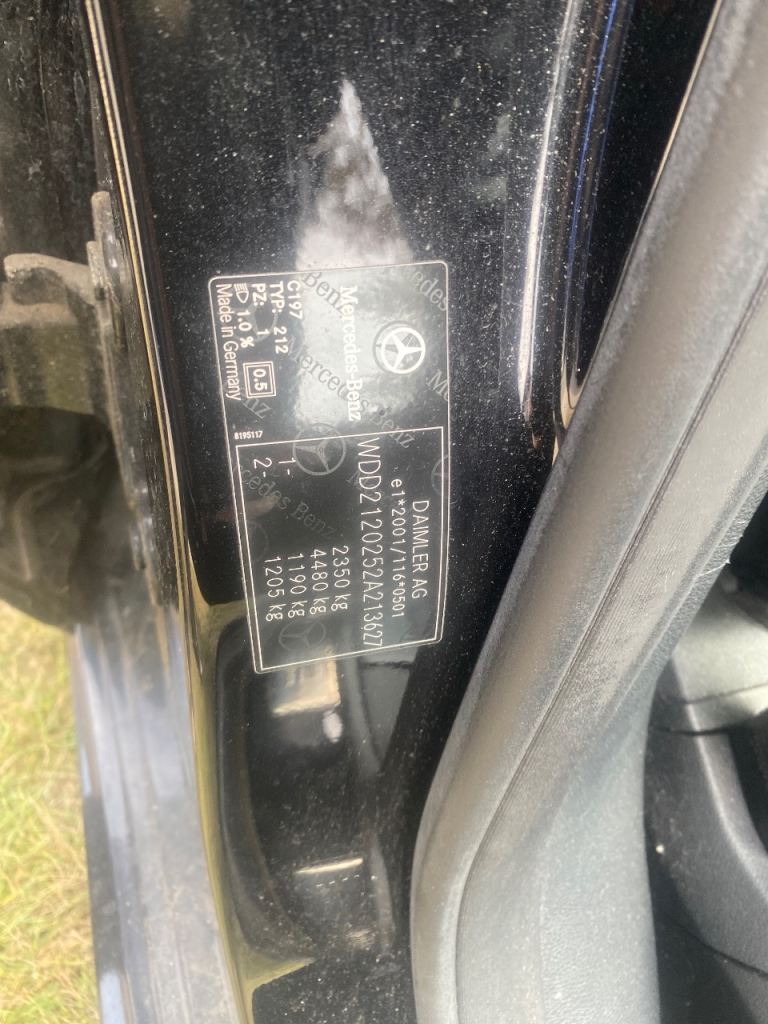 Mercedes-Benz
C197
TYP: 212
PZ: 1
1.0 %
0.5
Made in Germany
8195117
DAIMLER AG
e1*2001/116*0501
WDD2120252A213627
2350 kg
4480 kg
1- 1190 kg
2- 1205 kg